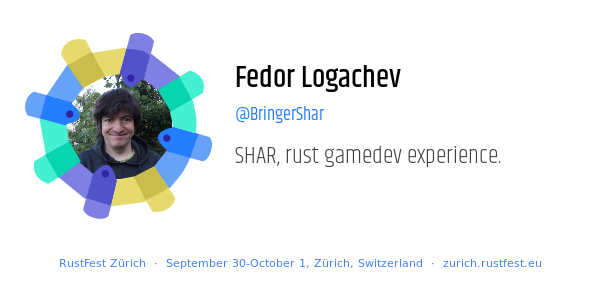 Fedor Logachev
@BringerShar
SHAR, rust gamedev experience.
RustFest Zürich · September 30-October 1, Zürich, Switzerland · zurich.rustfest.eu